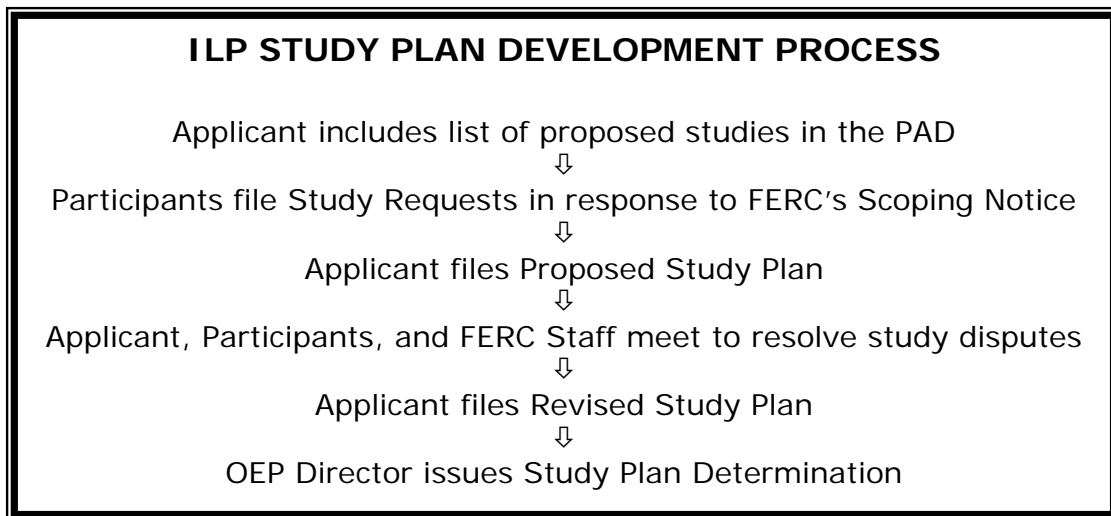 ILP STUDY PLAN DEVELOPMENT PROCESS
Applicant includes list of proposed studies in the PAD
⇩
Participants file Study Requests in response to FERC’s Scoping Notice
⇩
Applicant files Proposed Study Plan
⇩
Applicant, Participants, and FERC Staff meet to resolve study disputes
⇩
Applicant files Revised Study Plan
⇩
OEP Director issues Study Plan Determination